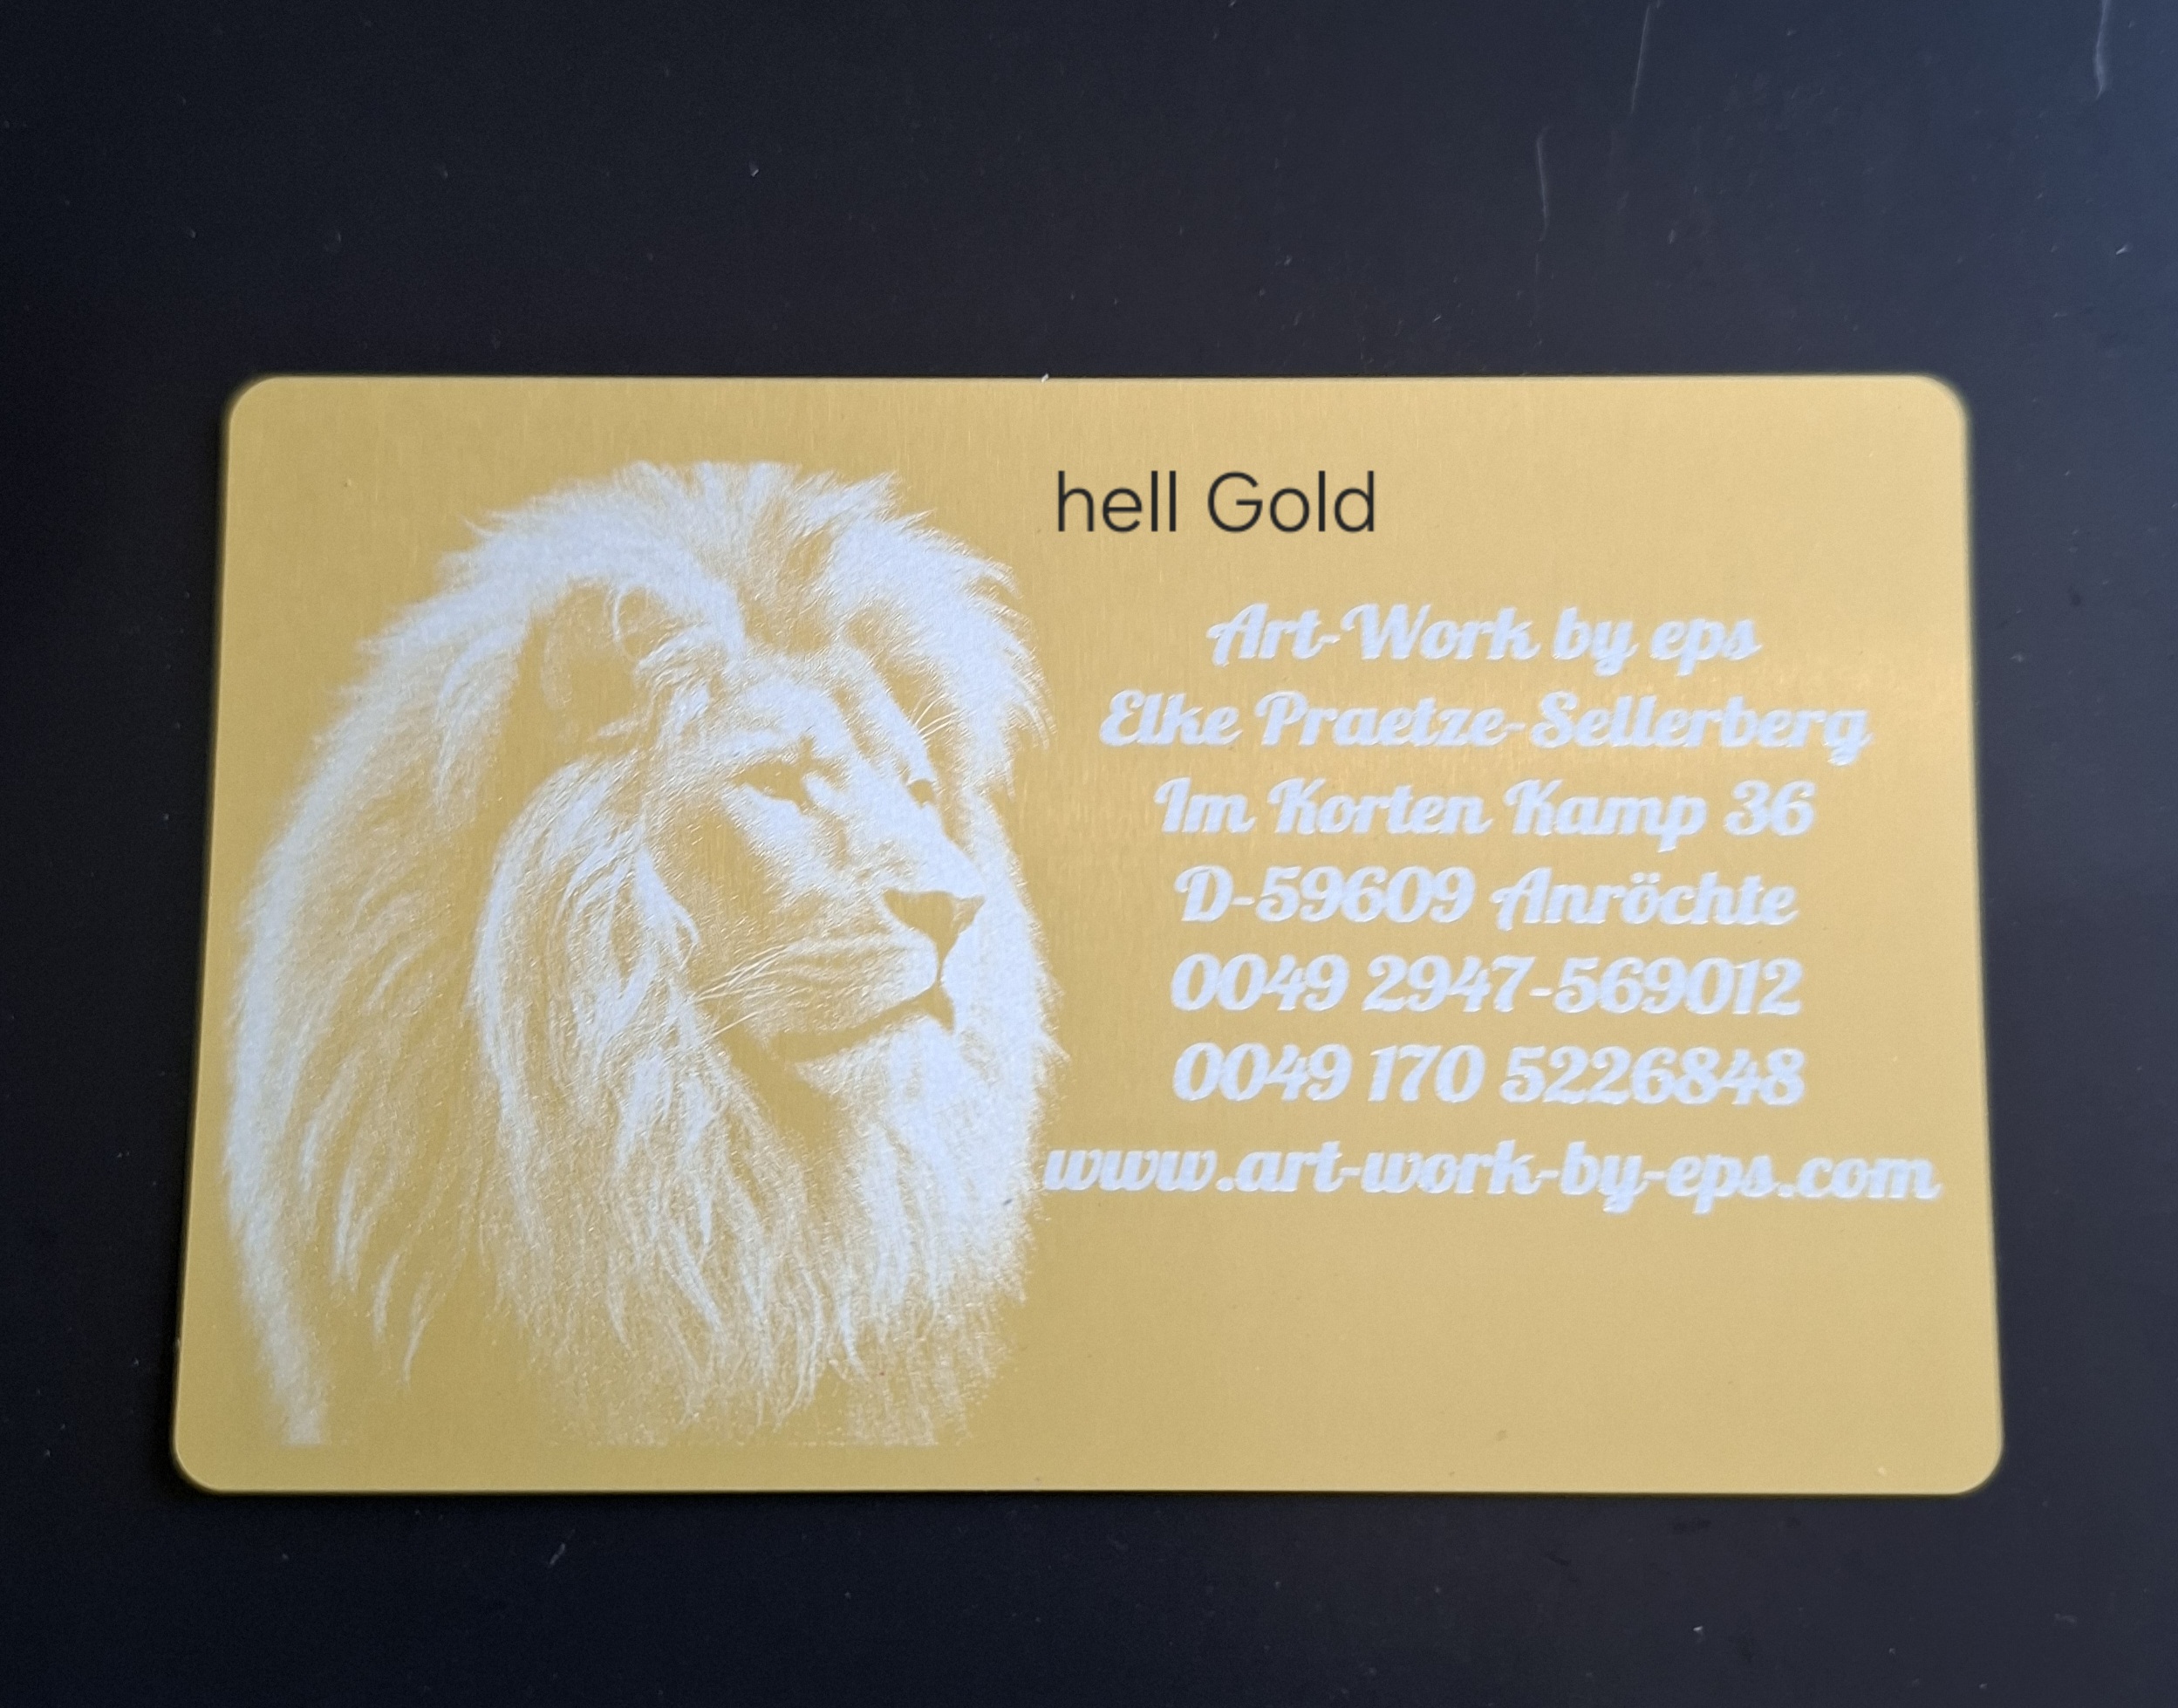 hell Gold
Art-Work by eps
Elke Praetze-Sellerberg
Im Korten Kamp 36
D-59609 Anröchte
0049 2947-569012
0049 170 5226848
www.art-work-by-eps.com